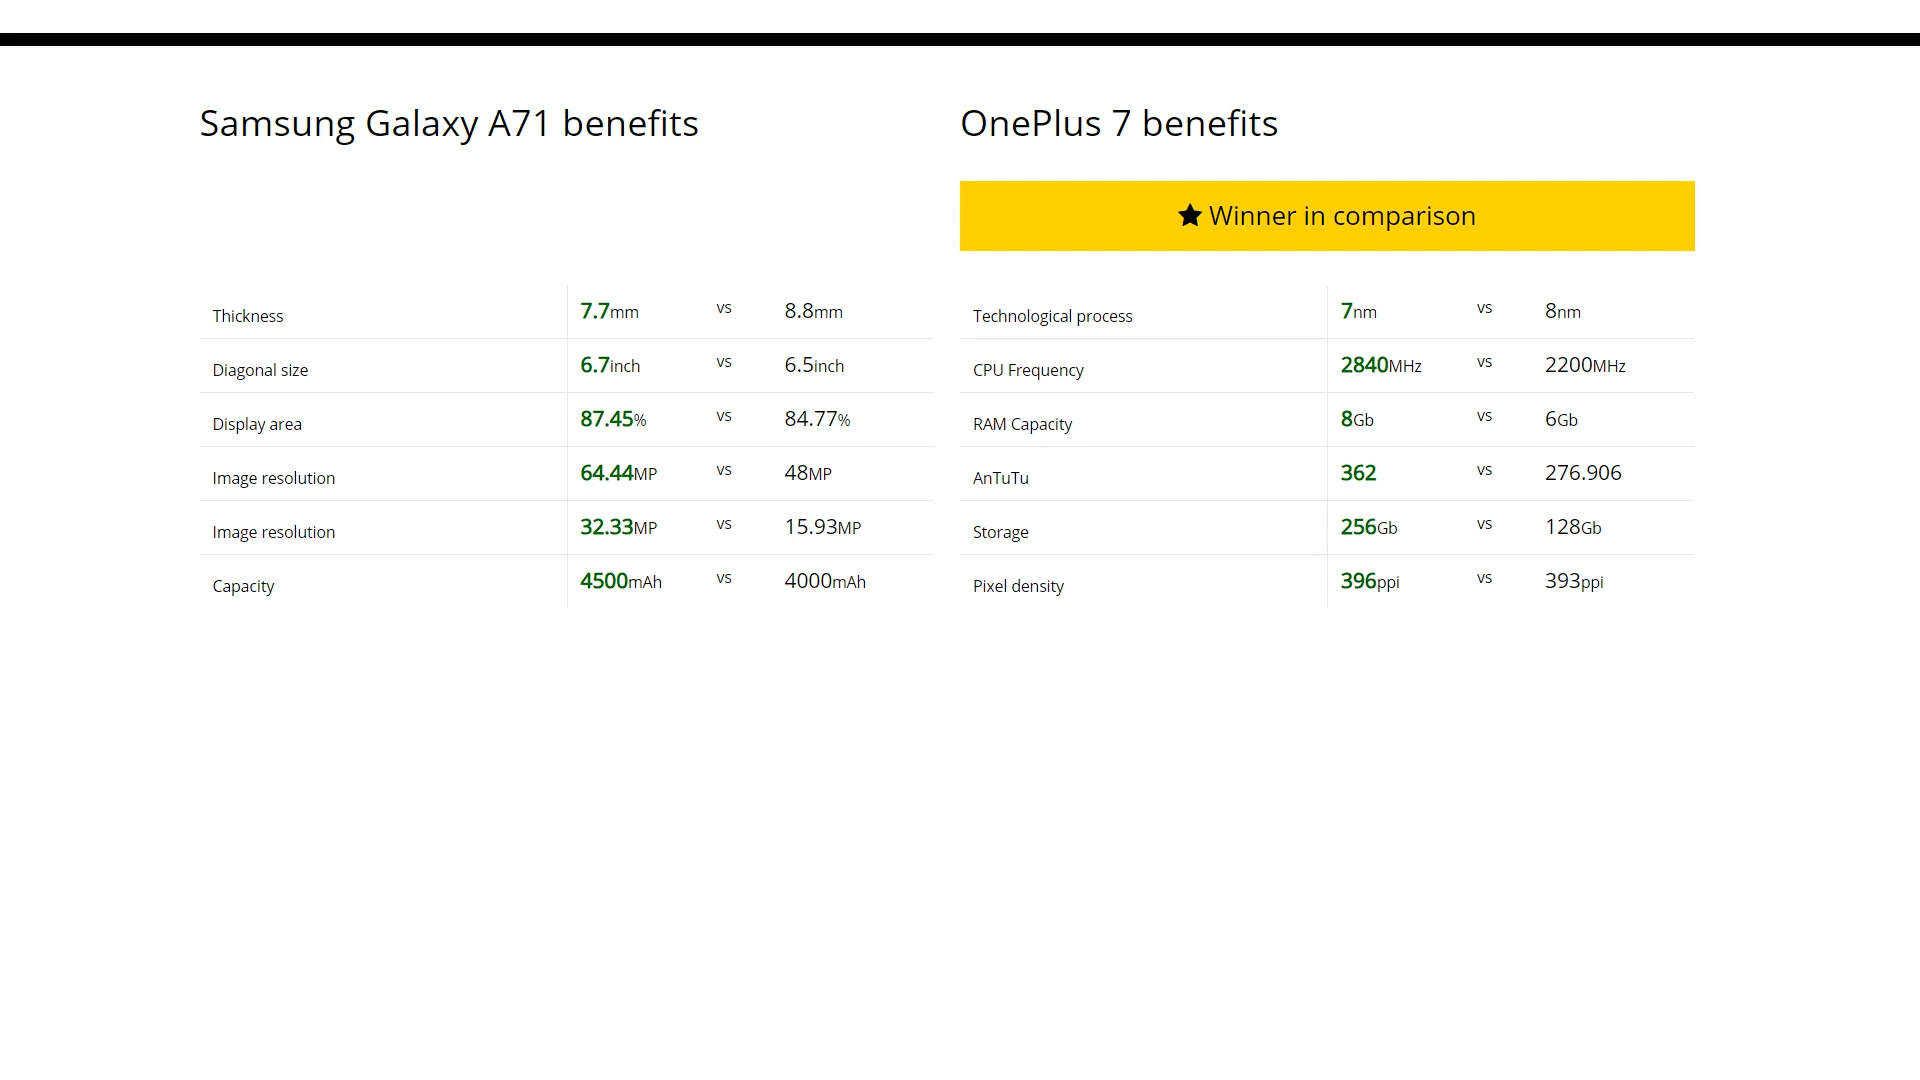 Samsung Galaxy A71 benefits
Thickness 7.7mm vs 8.8mm
Diagonal size 6.7inch vs 6.5inch
Display area 87.45% vs 84.77%
Image resolution 64.44MP vs 48MP
Image resolution 32.33MP vs 15.93MP
Capacity 4500mAh vs 4000mAh
OnePlus 7 benefits
Winner in comparison
Technological process 7nm vs 8nm
CPU Frequency 2840MHz vs 2200MHz
RAM Capacity 8Gb vs 6Gb
AnTuTu 362 vs 276.906
Storage 256Gb vs 128Gb
Pixel density 396ppi vs 393ppi